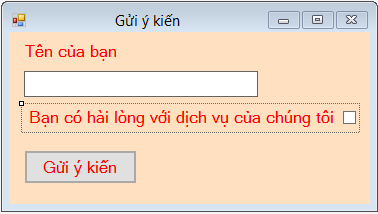 Gửi ý kiến
Tên của bạn
Bạn có hài lòng với dịch vụ của chúng tôi
Gửi ý kiến